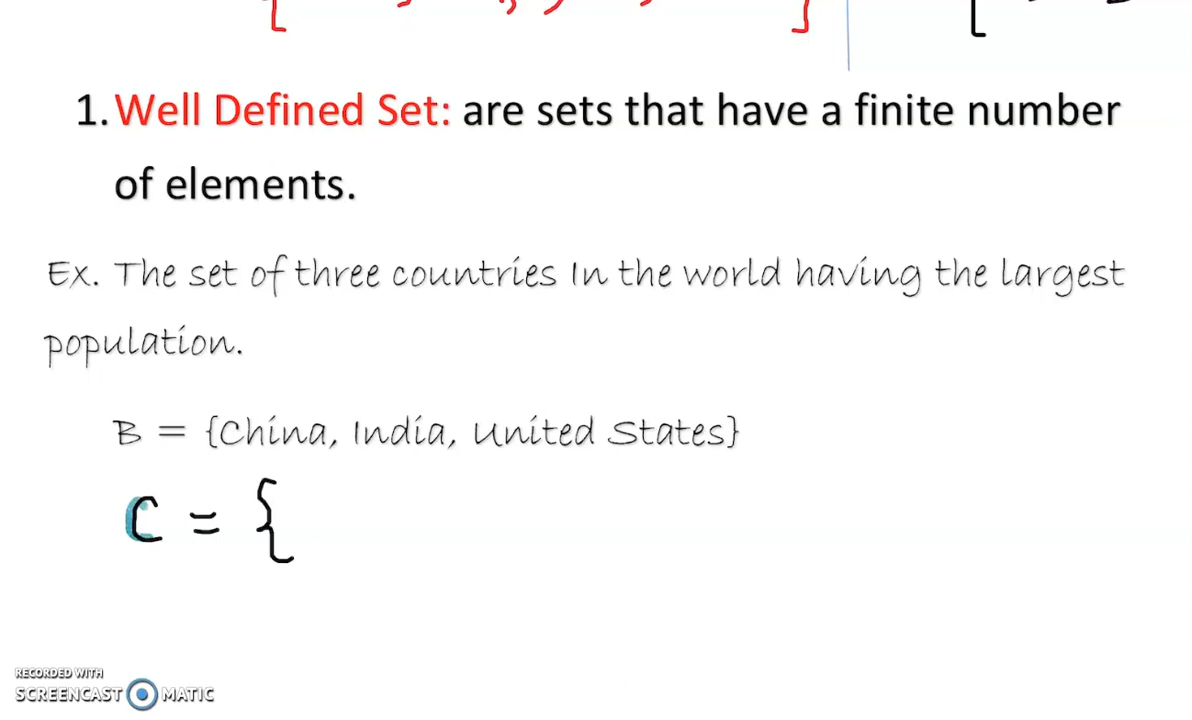 1. Well Defined Set: are sets that have a finite number
of elements.
Ex. The set of three countries In the world having the largest
population.
B = {China, India, United States}
C = {
RECORDED WITH
SCREENCAST MATIC